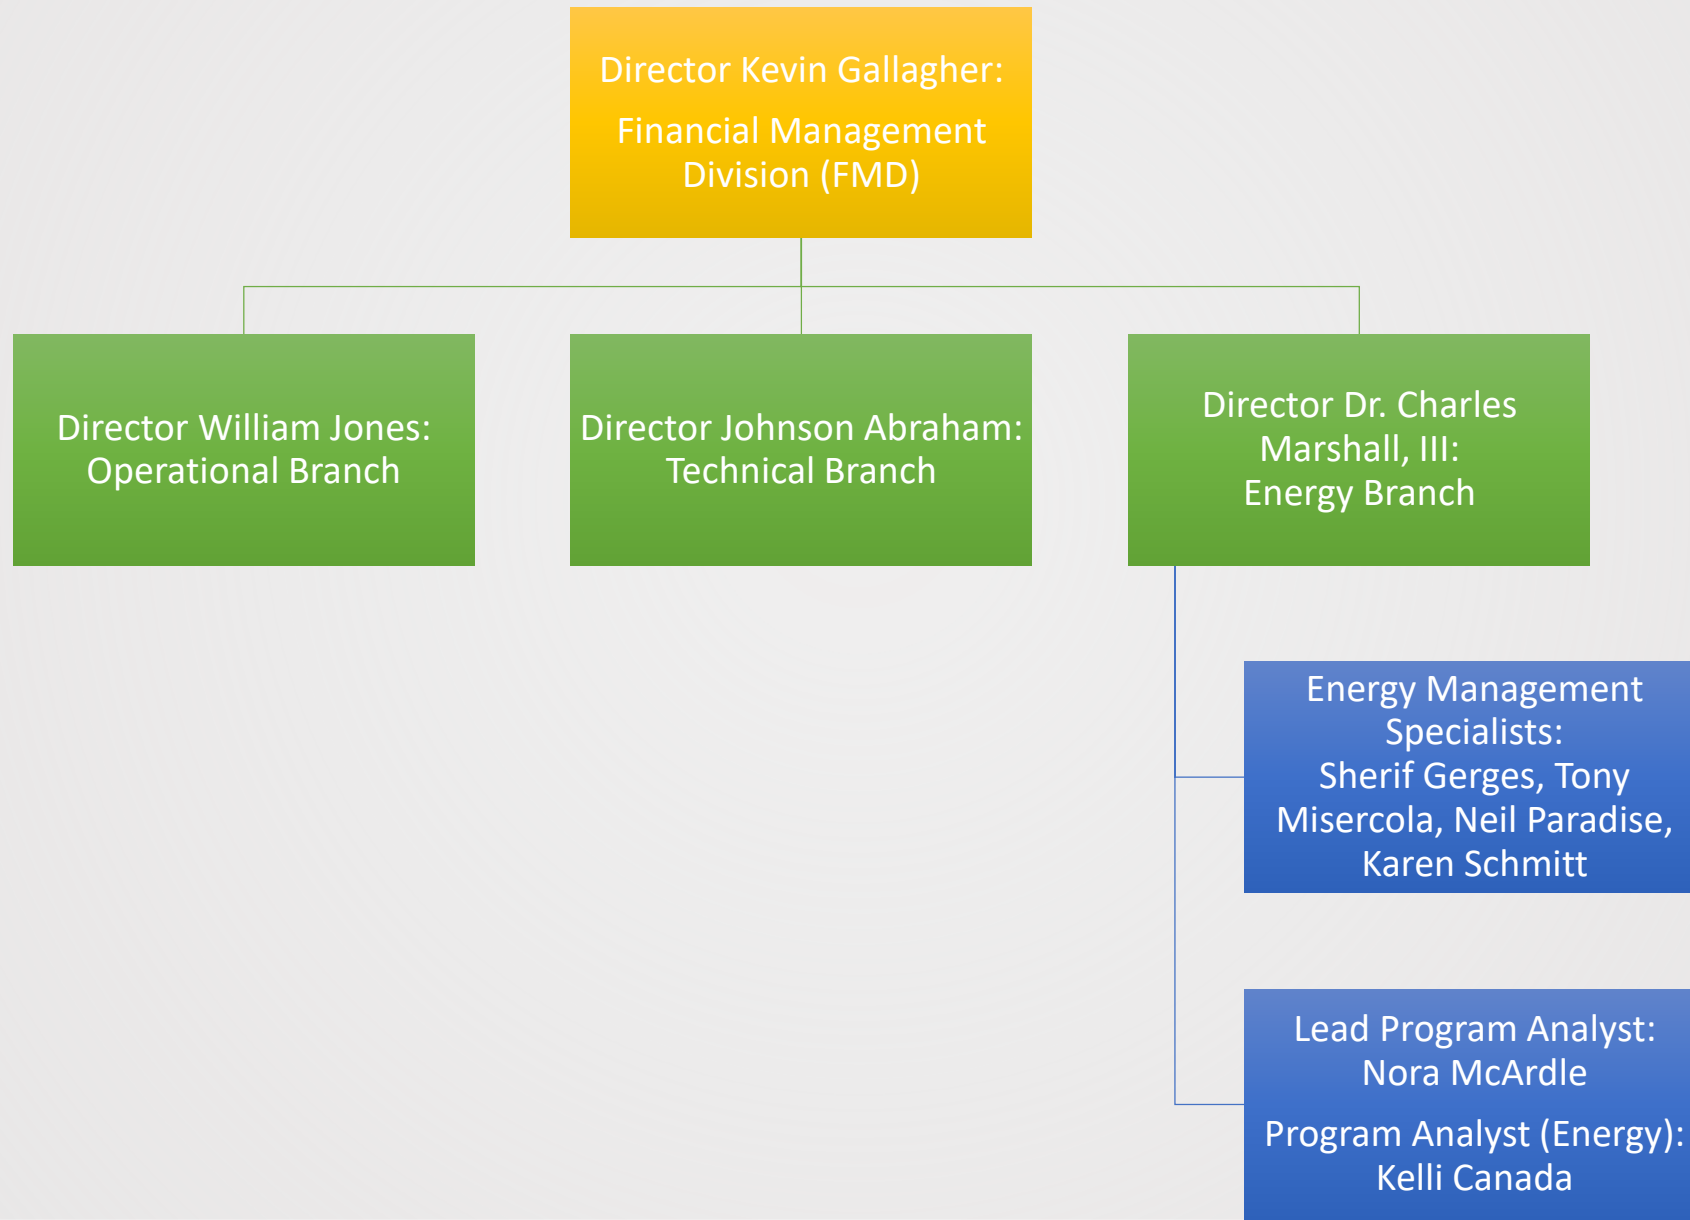 Director Kevin Gallagher:
Financial Management
Division (FMD)
Director William Jones:
Operational Branch
Director Johnson Abraham:
Technical Branch
Director Dr. Charles
Marshall, III:
Energy Branch
Energy Management
Specialists:
Sherif Gerges, Tony
Misercola, Neil Paradise,
Karen Schmitt
Lead Program Analyst:
Nora McArdle
Program Analyst (Energy):
Kelli Canada